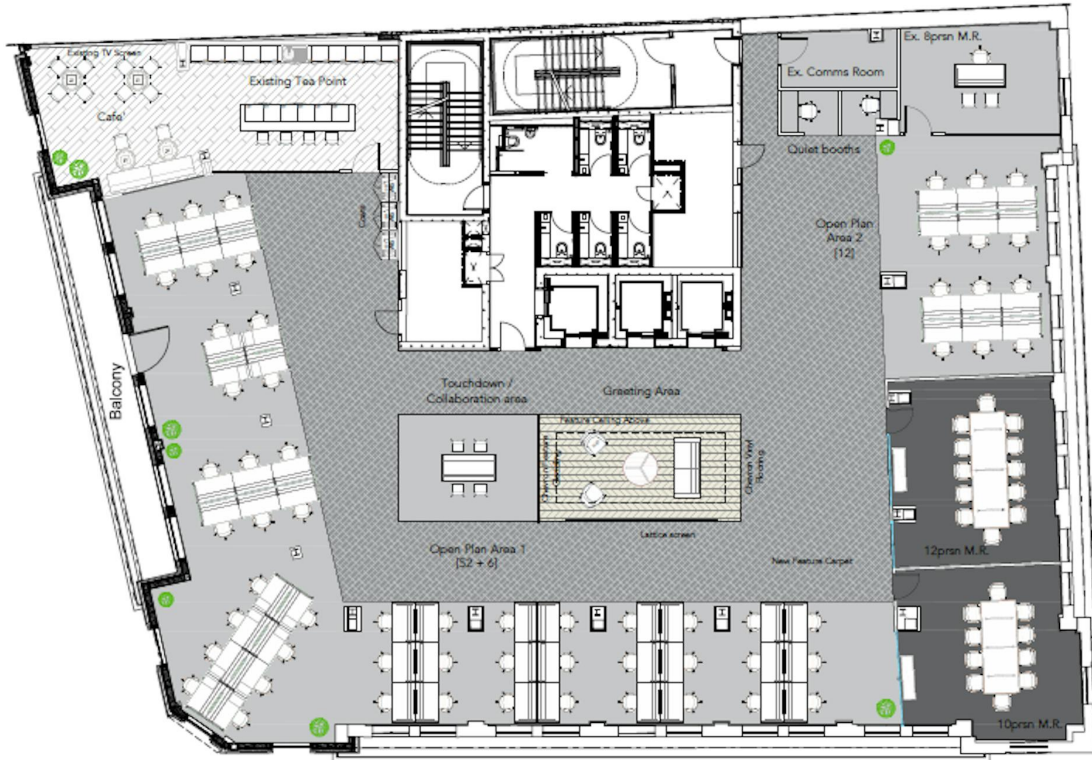 Existing TV Screen
Cafe'
Existing Tea Point
Coats
Ex. Comms Room
Ex. 8prsn M.R.
Quiet booths
Open Plan
Area 2
[12]
Balcony
Touchdown /
Collaboration area
Greeting Area
Feature Ceiling Above
Chevron Vinyl
Flooring
Lattice screen
Open Plan Area 1
[52 + 6]
New Feature Carpet
12prsn M.R.
10prsn M.R.